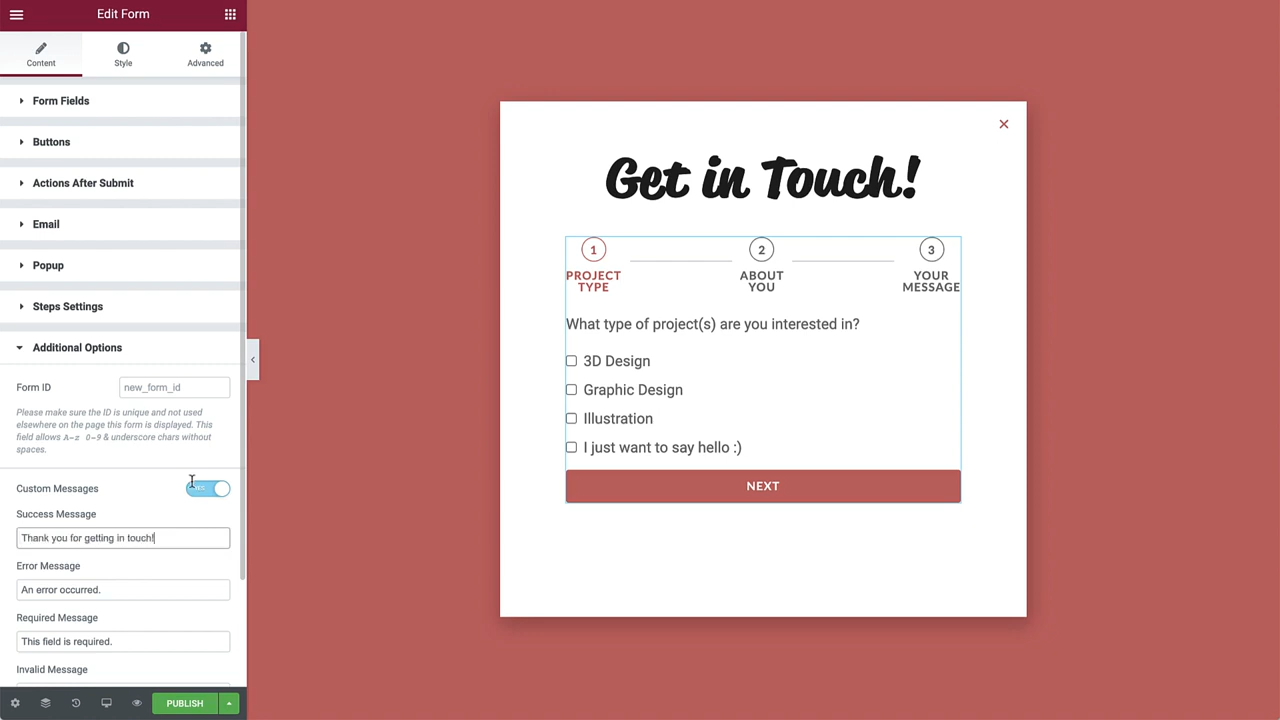 Edit Form
Content
Style
Advanced
Form Fields
Buttons
Actions After Submit
Email
Popup
Steps Settings
Additional Options
Form ID
new_form_id
Please make sure the ID is unique and not used
elsewhere on the page this form is displayed. This
field allows A-z 0-9 & underscore chars without
spaces.
Custom Messages
YES
Success Message
Thank you for getting in touch!
Error Message
An error occurred.
Required Message
This field is required.
Invalid Message
PUBLISH
Get in Touch!
1
PROJECT
TYPE
2
ABOUT
YOU
3
YOUR
MESSAGE
What type of project(s) are you interested in?
3D Design
Graphic Design
Illustration
I just want to say hello :)
NEXT